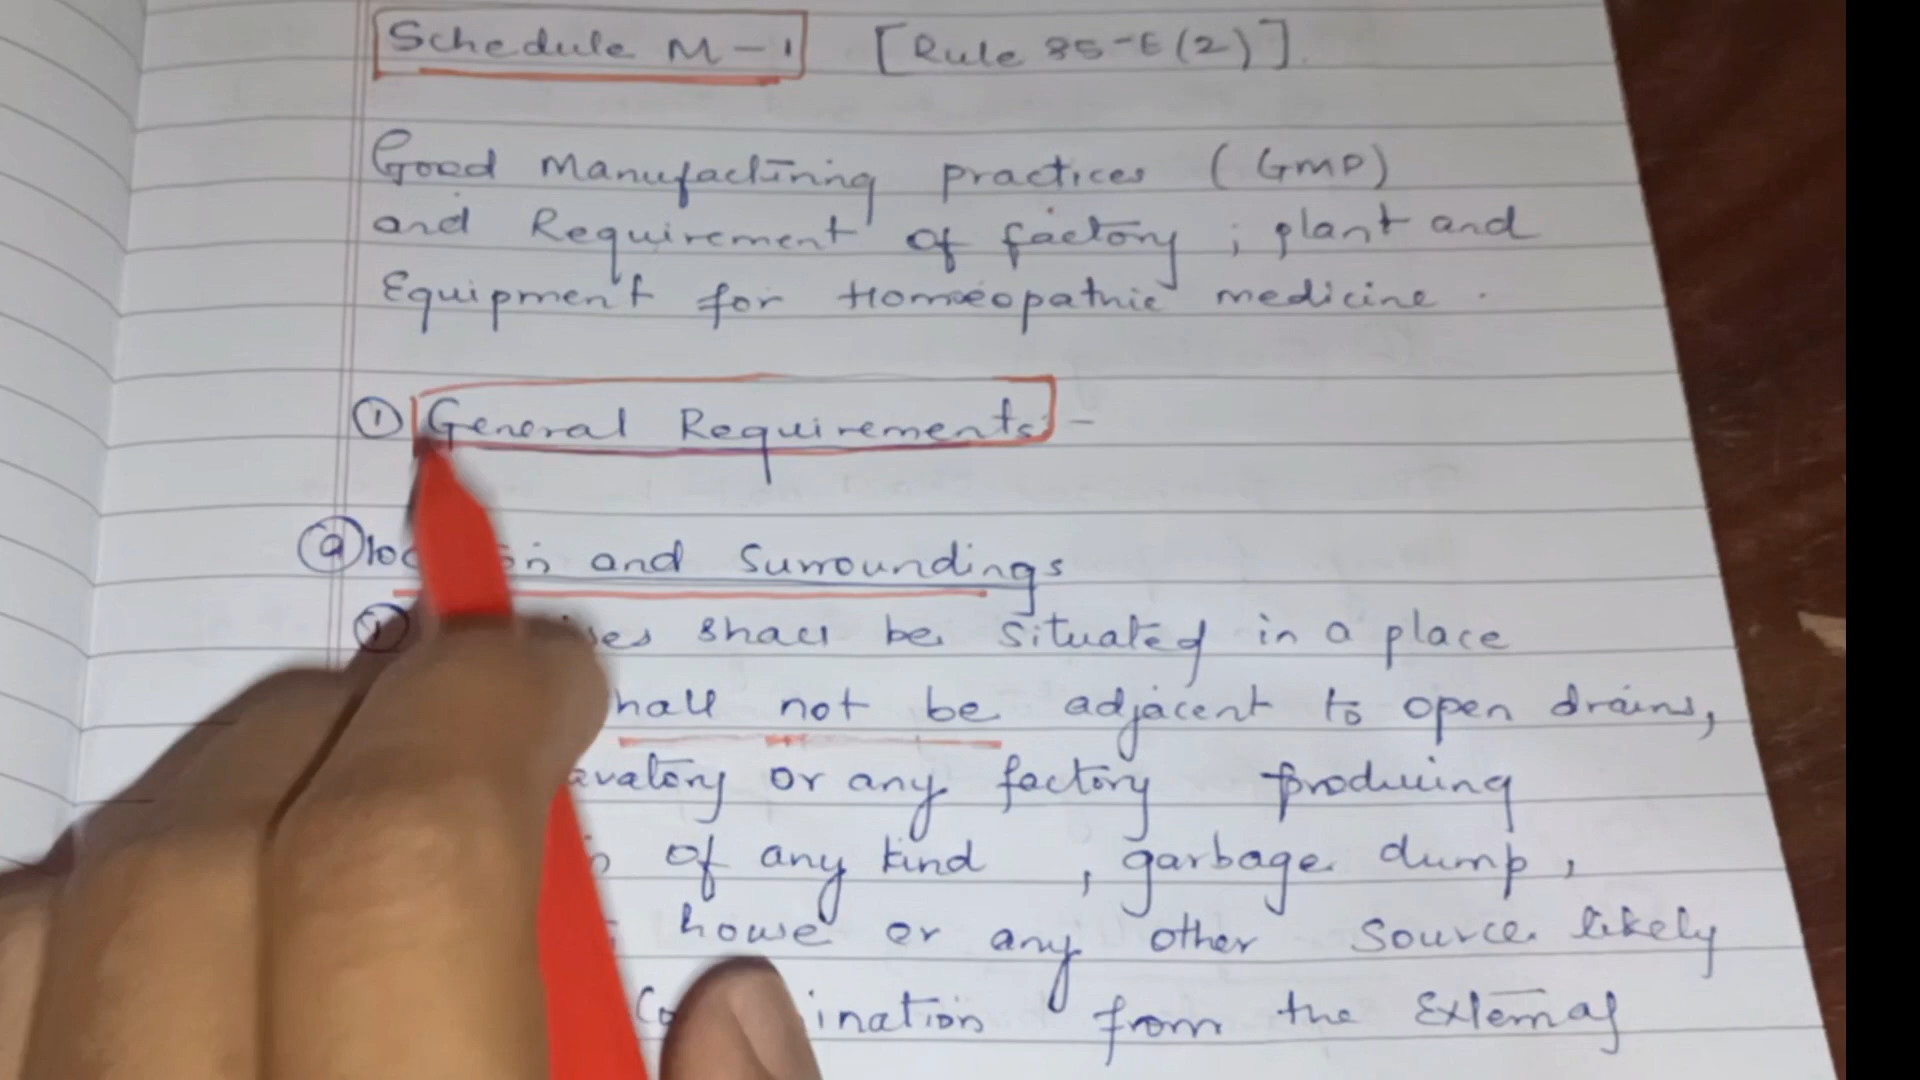 Schedule M-1 [Rule 85-E(2)].
Good Manufacturing practices (GMP)
and Requirement of factory, plant and
Equipment for Homoeopathic medicine.
① General Requirements: -
ⓐ and Surroundings
① shall be situated in a place
not be adjacent to open drains,
or any factory producing
of any kind, garbage dump,
house or any other source likely
from the External